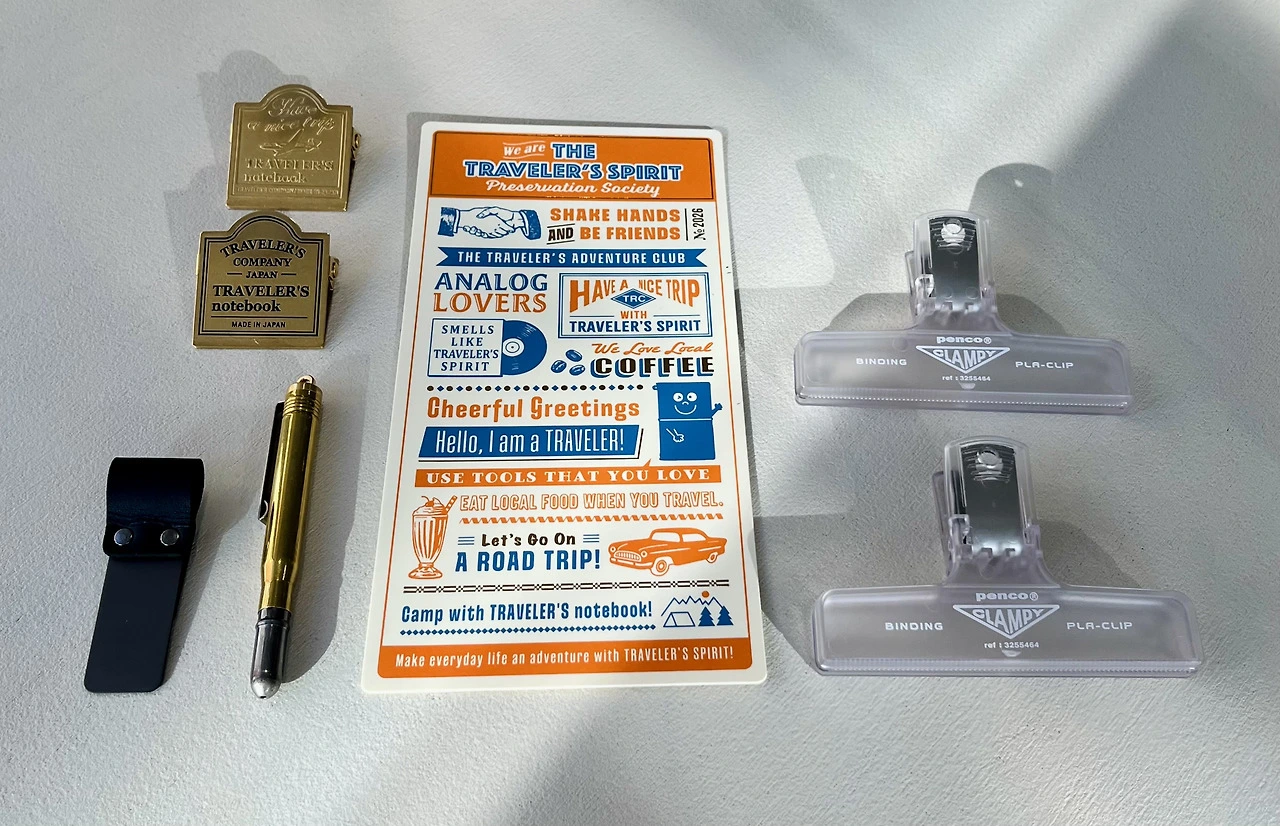 Have
a nice trip
TRAVELER'S
notebook
TRAVELER'S
COMPANY
JAPAN
TRAVELER'S
notebook
MADE IN JAPAN
We are THE
TRAVELER'S SPIRIT
Preservation Society
SHAKE HANDS
AND BE FRIENDS
№ 2026
THE TRAVELER'S ADVENTURE CLUB
ANALOG
LOVERS
HAVE A NICE TRIP
TRC
WITH
TRAVELER'S SPIRIT
SMELLS
LIKE
TRAVELER'S
SPIRIT
We Love Local
COFFEE
Cheerful Greetings
Hello, I am a TRAVELER!
USE TOOLS THAT YOU LOVE
EAT LOCAL FOOD WHEN YOU TRAVEL.
Let's Go On
A ROAD TRIP!
Camp with TRAVELER'S notebook!
Make everyday life an adventure with TRAVELER'S SPIRIT!
penco®
BINDING CLAMPY PLA-CLIP
ref : 3255464
penco®
BINDING CLAMPY PLA-CLIP
ref : 3255464